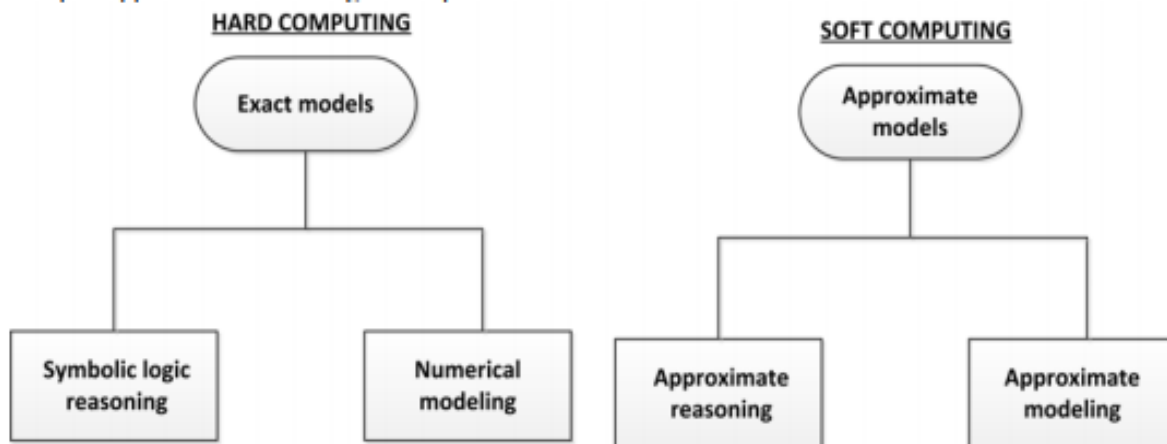 HARD COMPUTING
Exact models
Symbolic logic
reasoning
Numerical
modeling
SOFT COMPUTING
Approximate
models
Approximate
reasoning
Approximate
modeling